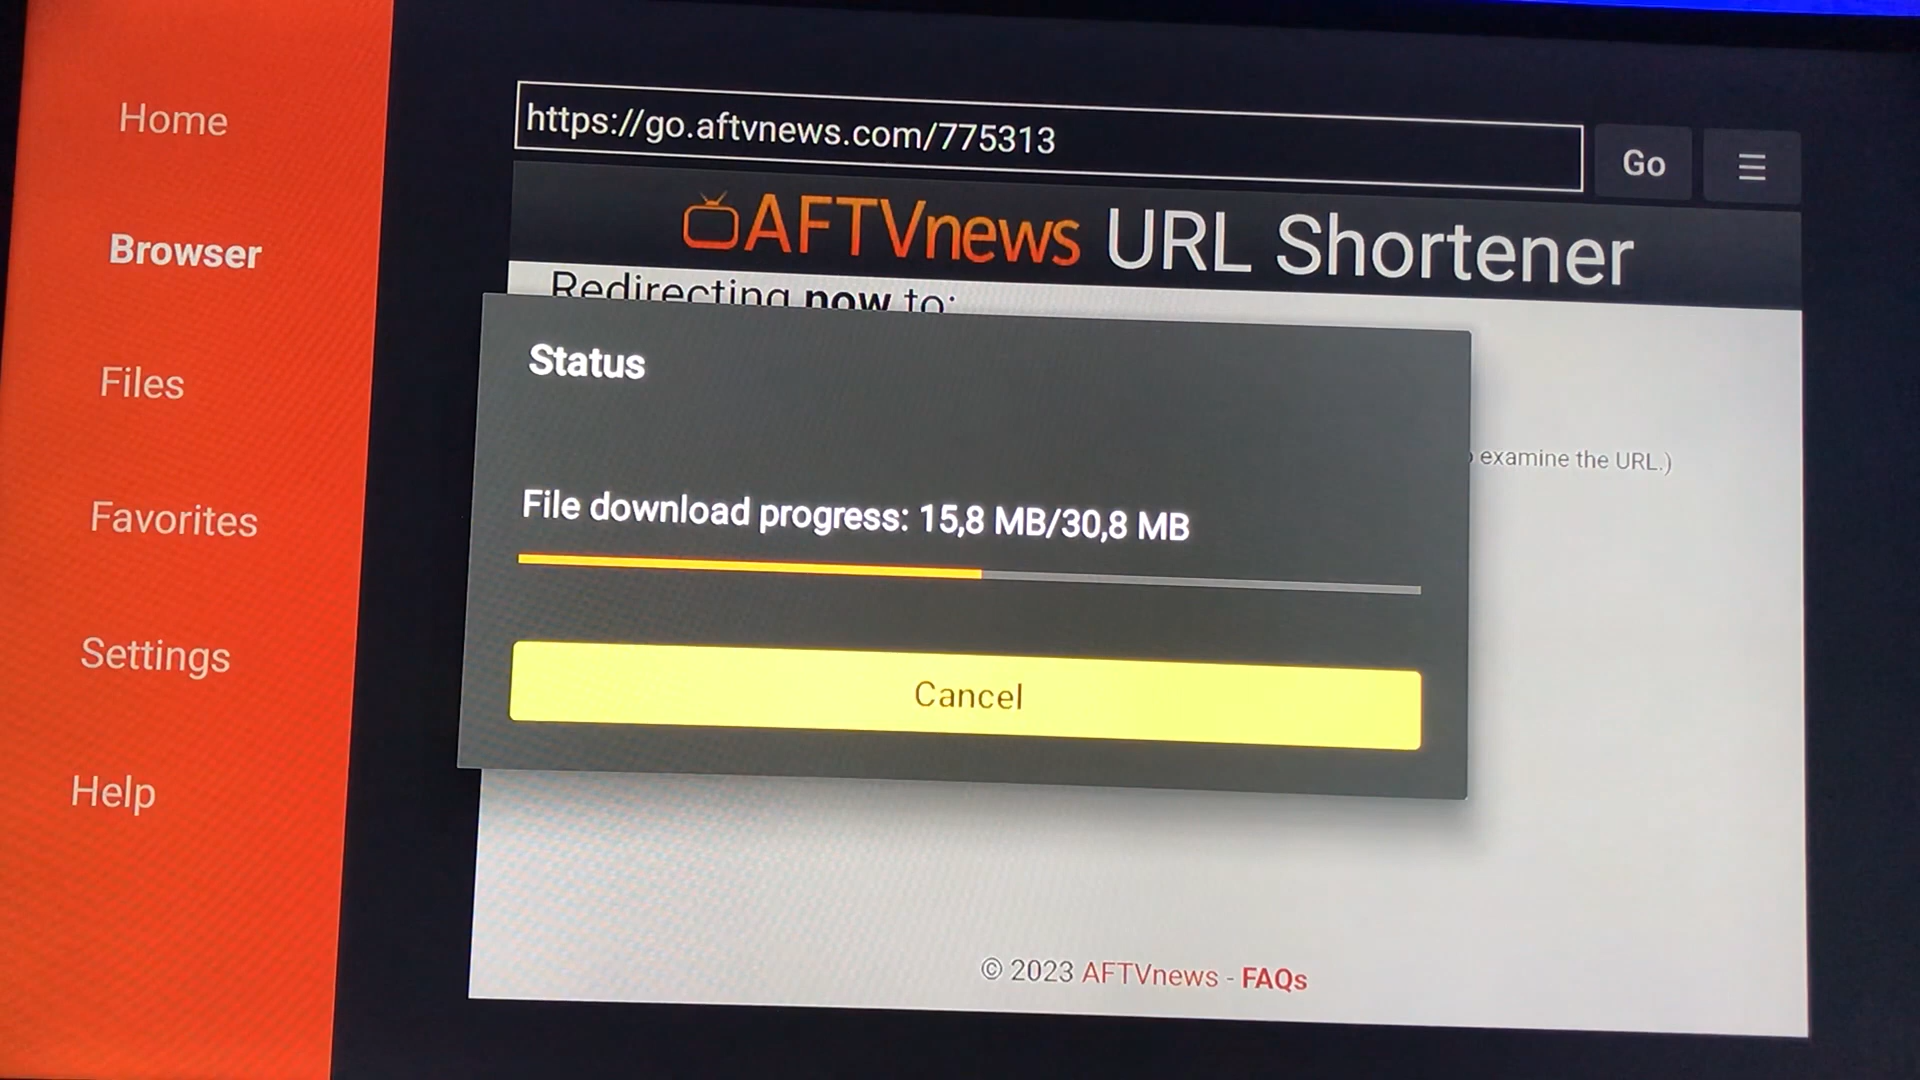 Home
Browser
Files
Favorites
Settings
Help
https://go.aftvnews.com/775313
Go
AFTVnews URL Shortener
Redirecting now to:
examine the URL.)
Status
File download progress: 15,8 MB/30,8 MB
Cancel
© 2023 AFTVnews - FAQs